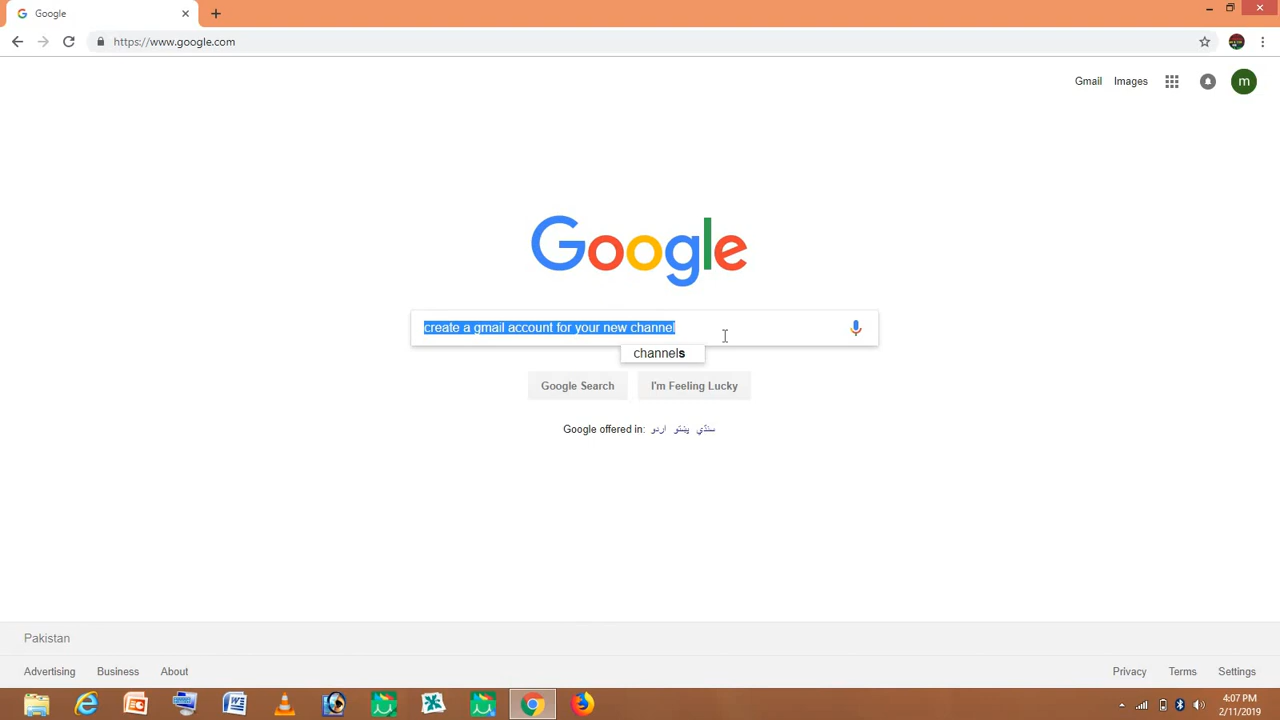 Google
https://www.google.com
Gmail Images
m
Google
create a gmail account for your new channel
channels
Google Search I'm Feeling Lucky
Google offered in: اردو پښتو سنڌي
Pakistan
Advertising Business About
Privacy Terms Settings
4:07 PM
2/11/2019